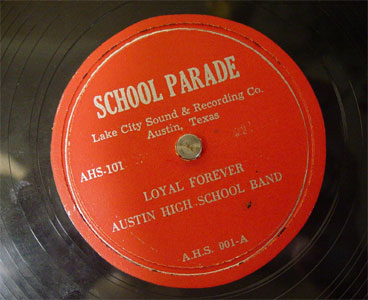 SCHOOL PARADE
Lake City Sound & Recording Co.
Austin, Texas
AHS-101
LOYAL FOREVER
AUSTIN HIGH SCHOOL BAND
A.H.S. 001-A